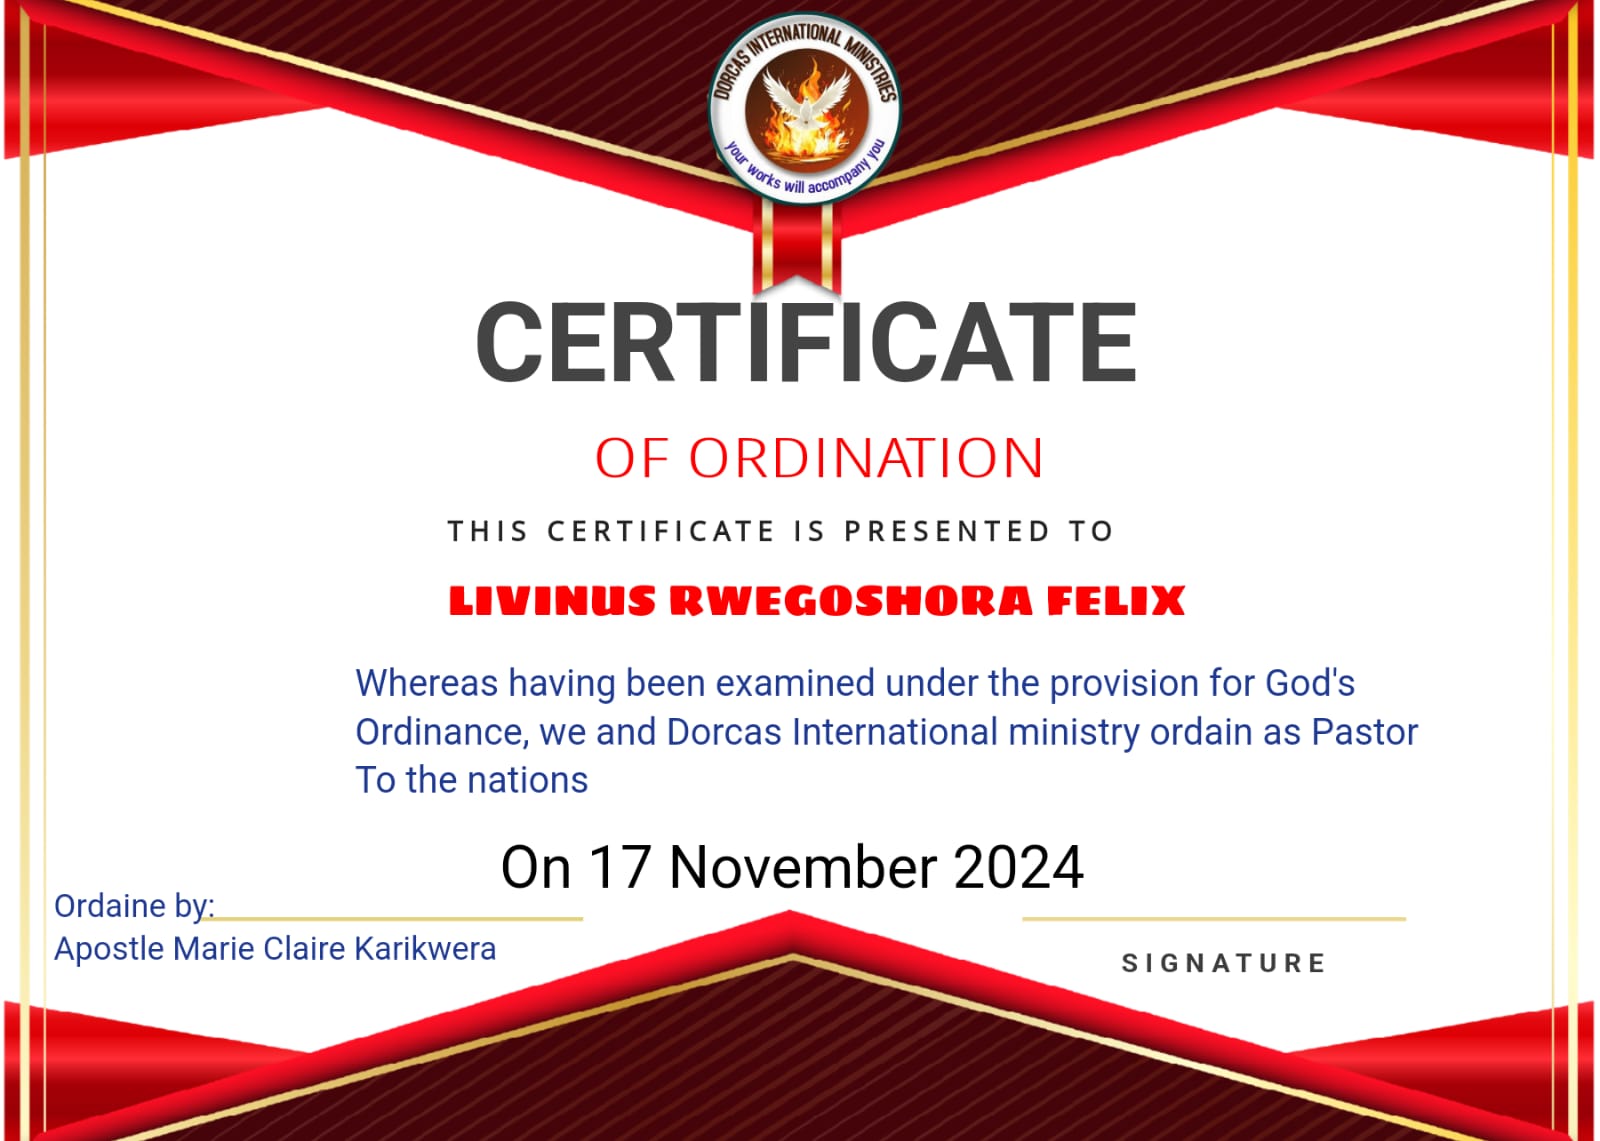 DORCAS INTERNATIONAL MINISTRIES
your works will accompany you
CERTIFICATE
OF ORDINATION
THIS CERTIFICATE IS PRESENTED TO
LIVINUS RWEGOSHORA FELIX
Whereas having been examined under the provision for God's
Ordinance, we and Dorcas International ministry ordain as Pastor
To the nations
On 17 November 2024
Ordaine by:
Apostle Marie Claire Karikwera
SIGNATURE